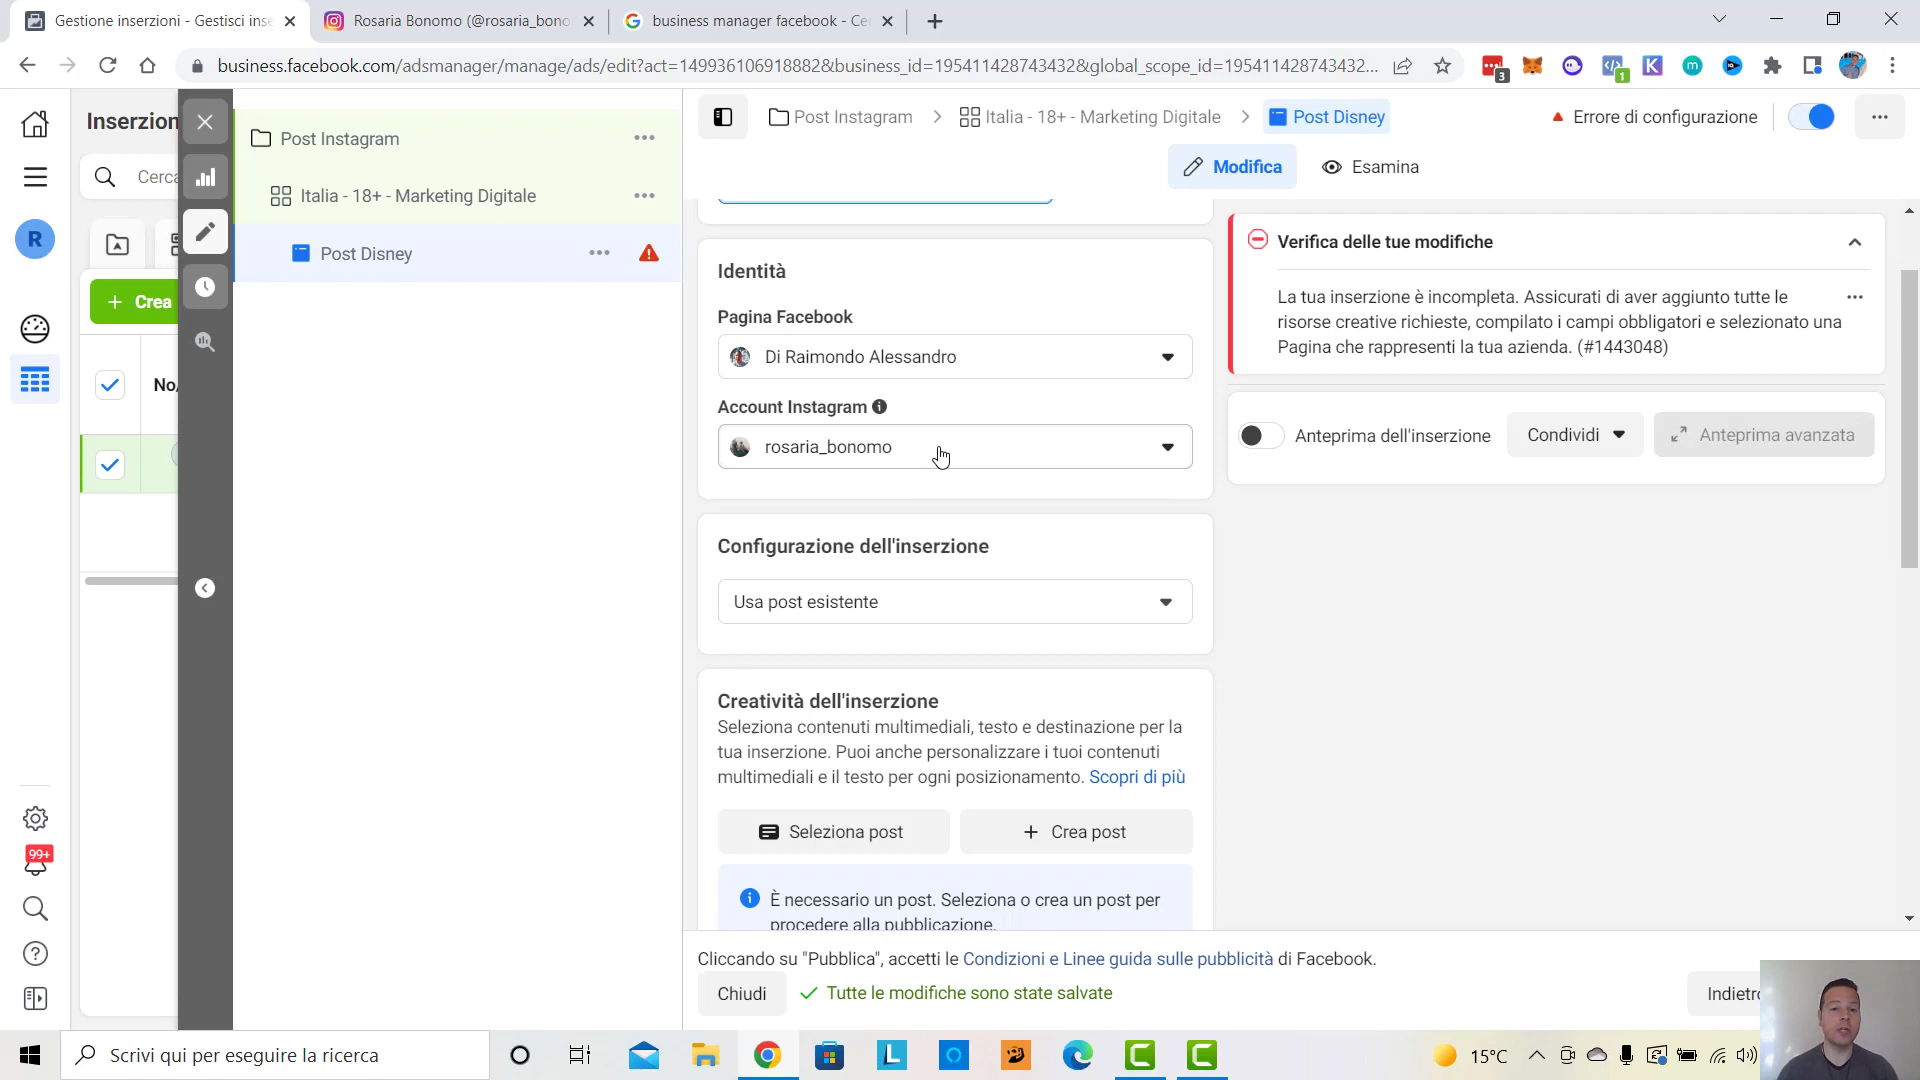 Gestione inserzioni - Gestisci inse
Rosaria Bonomo (@rosaria_bono
business manager facebook - Ce
business.facebook.com/adsmanager/manage/ads/edit?act=1499361069188882&business_id=195411428743432&global_scope_id=195411428743432...
3
1
Inserzion
Cerca
R
+ Crea
No
99+
Post Instagram
Italia - 18+ - Marketing Digitale
Post Disney
Post Instagram > Italia - 18+ - Marketing Digitale > Post Disney
Errore di configurazione
Modifica
Esamina
Identità
Pagina Facebook
Di Raimondo Alessandro
Account Instagram
rosaria_bonomo
Configurazione dell'inserzione
Usa post esistente
Creatività dell'inserzione
Seleziona contenuti multimediali, testo e destinazione per la
tua inserzione. Puoi anche personalizzare i tuoi contenuti
multimediali e il testo per ogni posizionamento. Scopri di più
Seleziona post
+ Crea post
È necessario un post. Seleziona o crea un post per
procedere alla pubblicazione.
Verifica delle tue modifiche
La tua inserzione è incompleta. Assicurati di aver aggiunto tutte le
risorse creative richieste, compilato i campi obbligatori e selezionato una
Pagina che rappresenti la tua azienda. (#1443048)
Anteprima dell'inserzione
Condividi
Anteprima avanzata
Cliccando su "Pubblica", accetti le Condizioni e Linee guida sulle pubblicità di Facebook.
Chiudi
Tutte le modifiche sono state salvate
Indietro
Scrivi qui per eseguire la ricerca
15°C